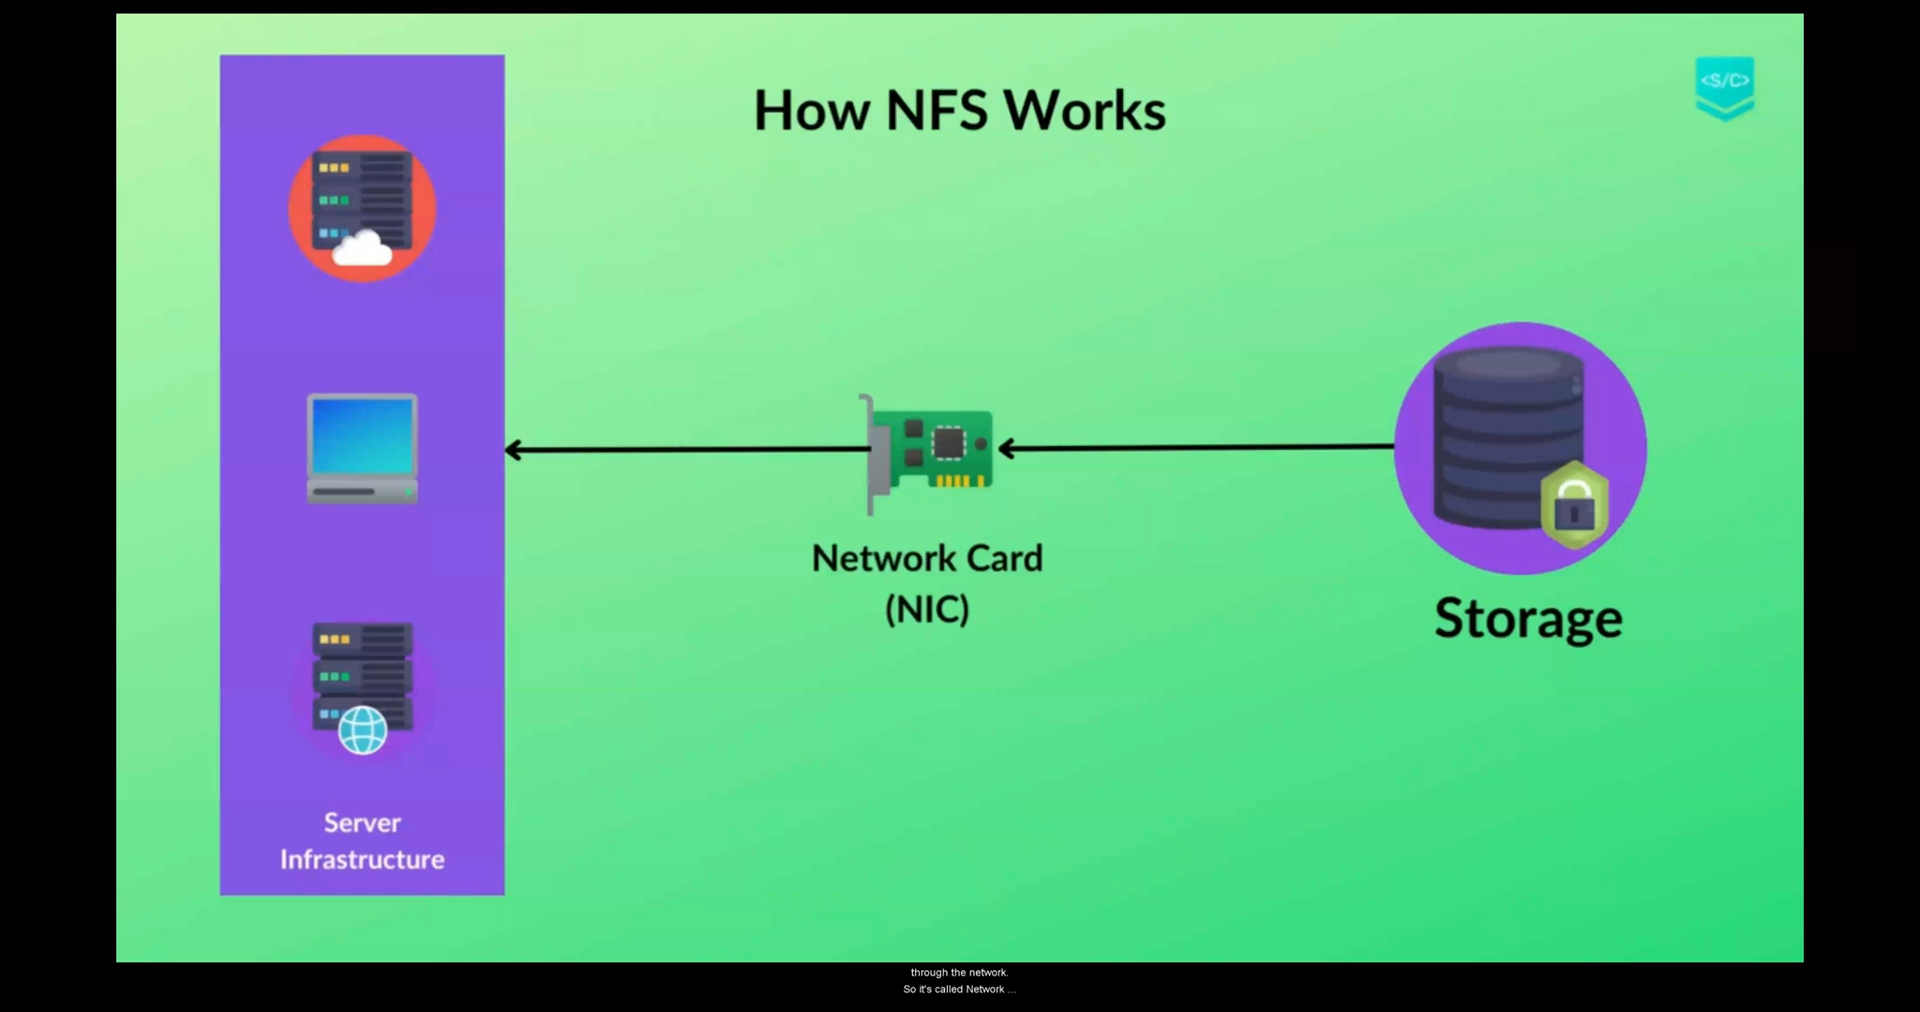 How NFS Works
<S/C>
Network Card
(NIC)
Storage
Server
Infrastructure
through the network.
So it's called Network ...